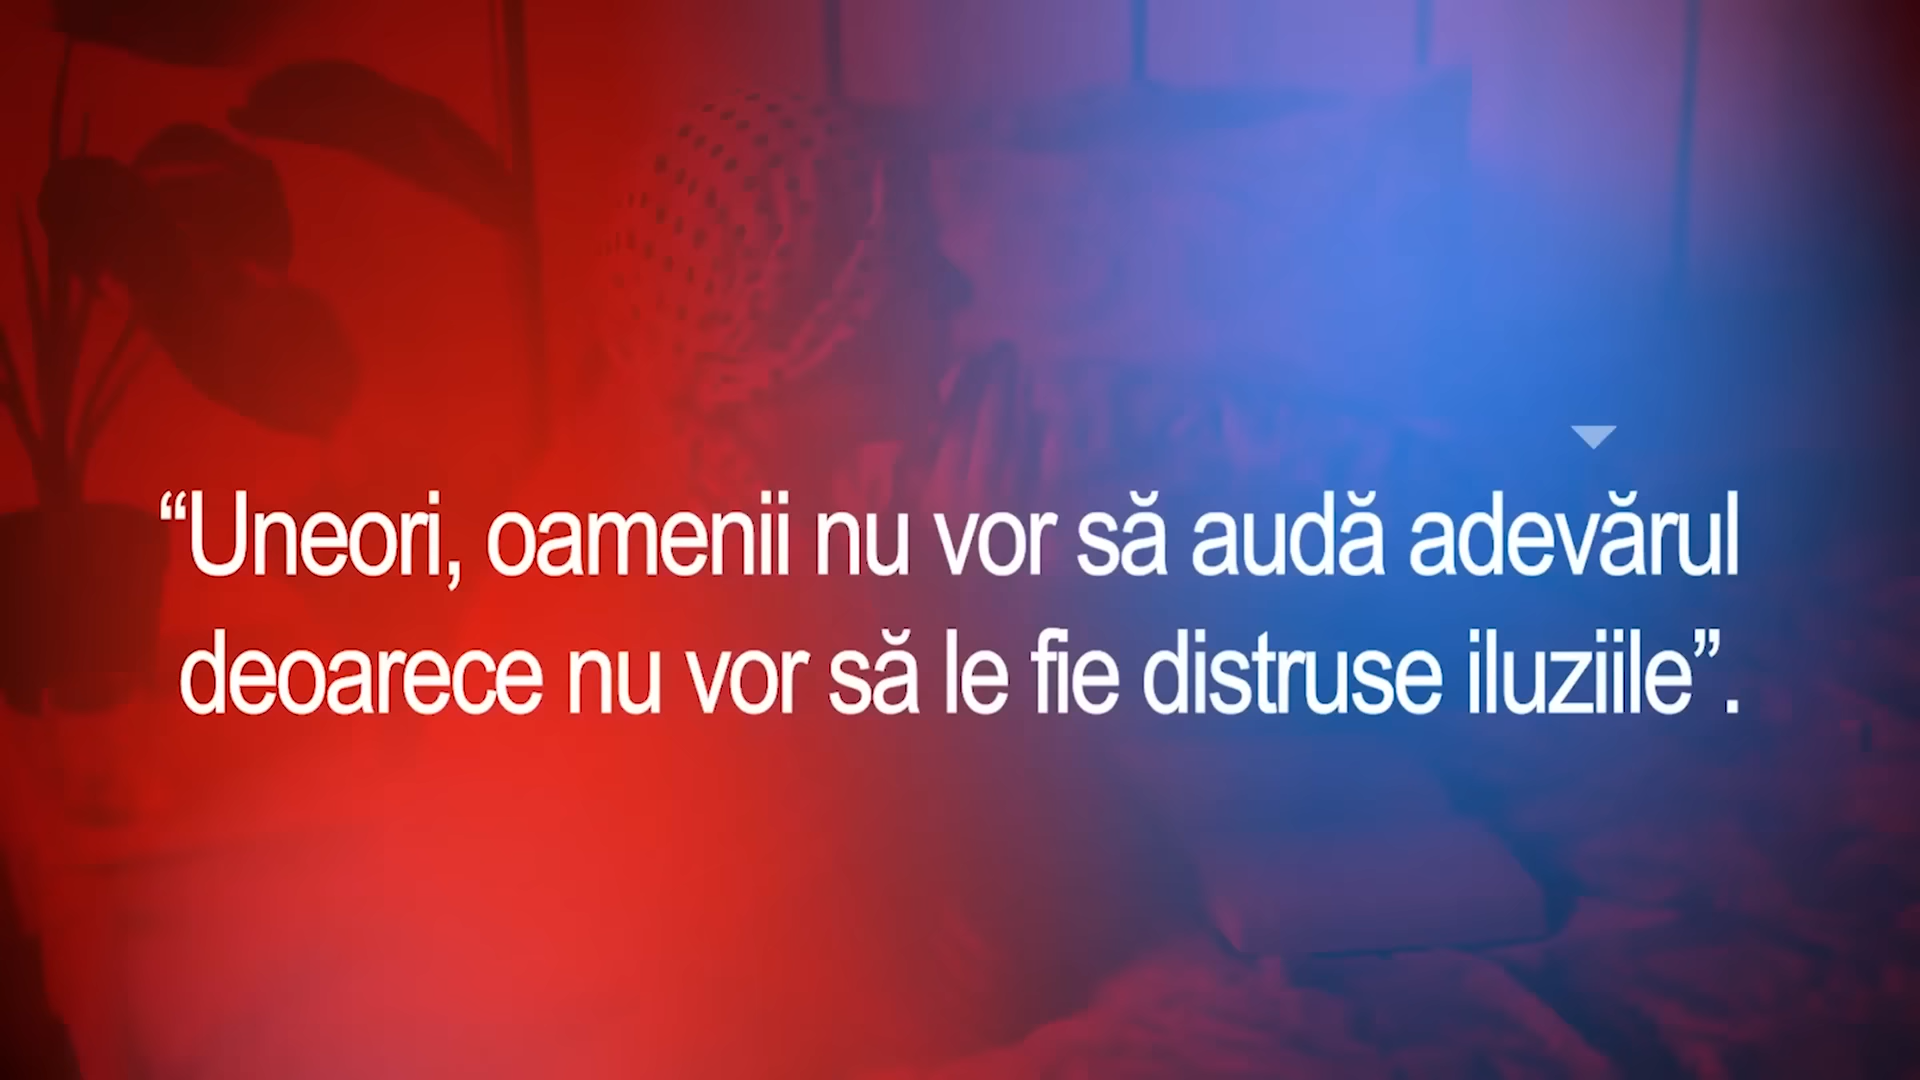 “Uneori, oamenii nu vor să audă adevărul
deoarece nu vor să le fie distruse iluziile”.